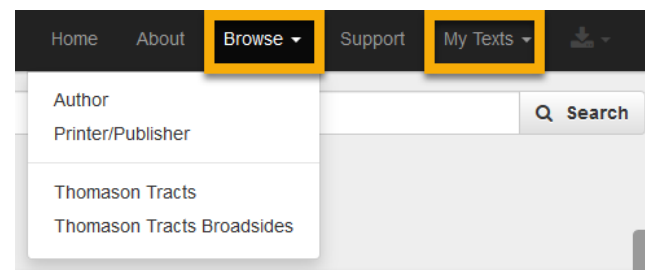 Home About Browse Support My Texts
Author
Search
Printer/Publisher
Thomason Tracts
Thomason Tracts Broadsides